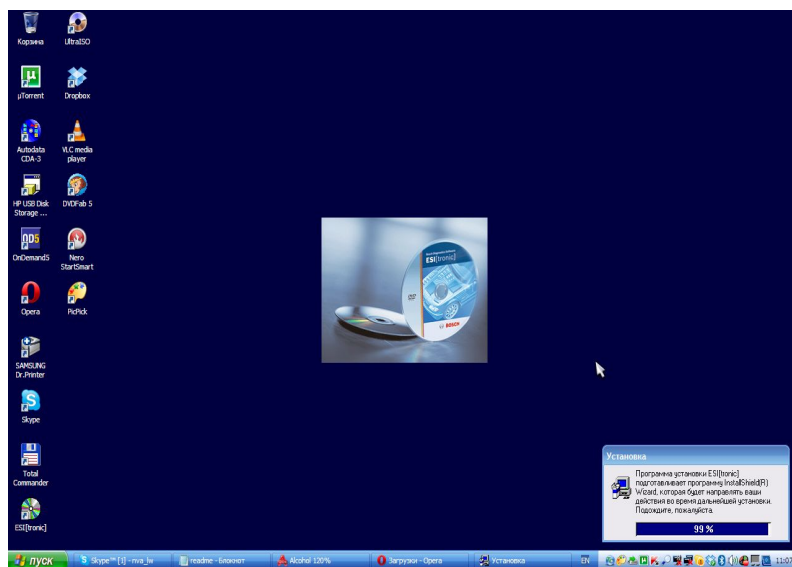 Корзина
UltraISO
µTorrent
Dropbox
Autodata
CDA-3
VLC media
player
HP USB Disk
Storage ...
DVDFab 5
OnDemand5
Nero
StartSmart
Opera
PicPick
SAMSUNG
Dr.Printer
Skype
Total
Commander
ESI[tronic]
ESI[tronic]
BOSCH
Установка
Программа установки ESI[tronic]
подготавливает программу InstallShield(R)
Wizard, которая будет направлять ваши
действия во время дальнейшей установки.
Подождите, пожалуйста.
99 %
пуск
Skype™ [1] - nva_lw
readme - Блокнот
Alcohol 120%
Загрузки - Opera
Установка
EN
11:07